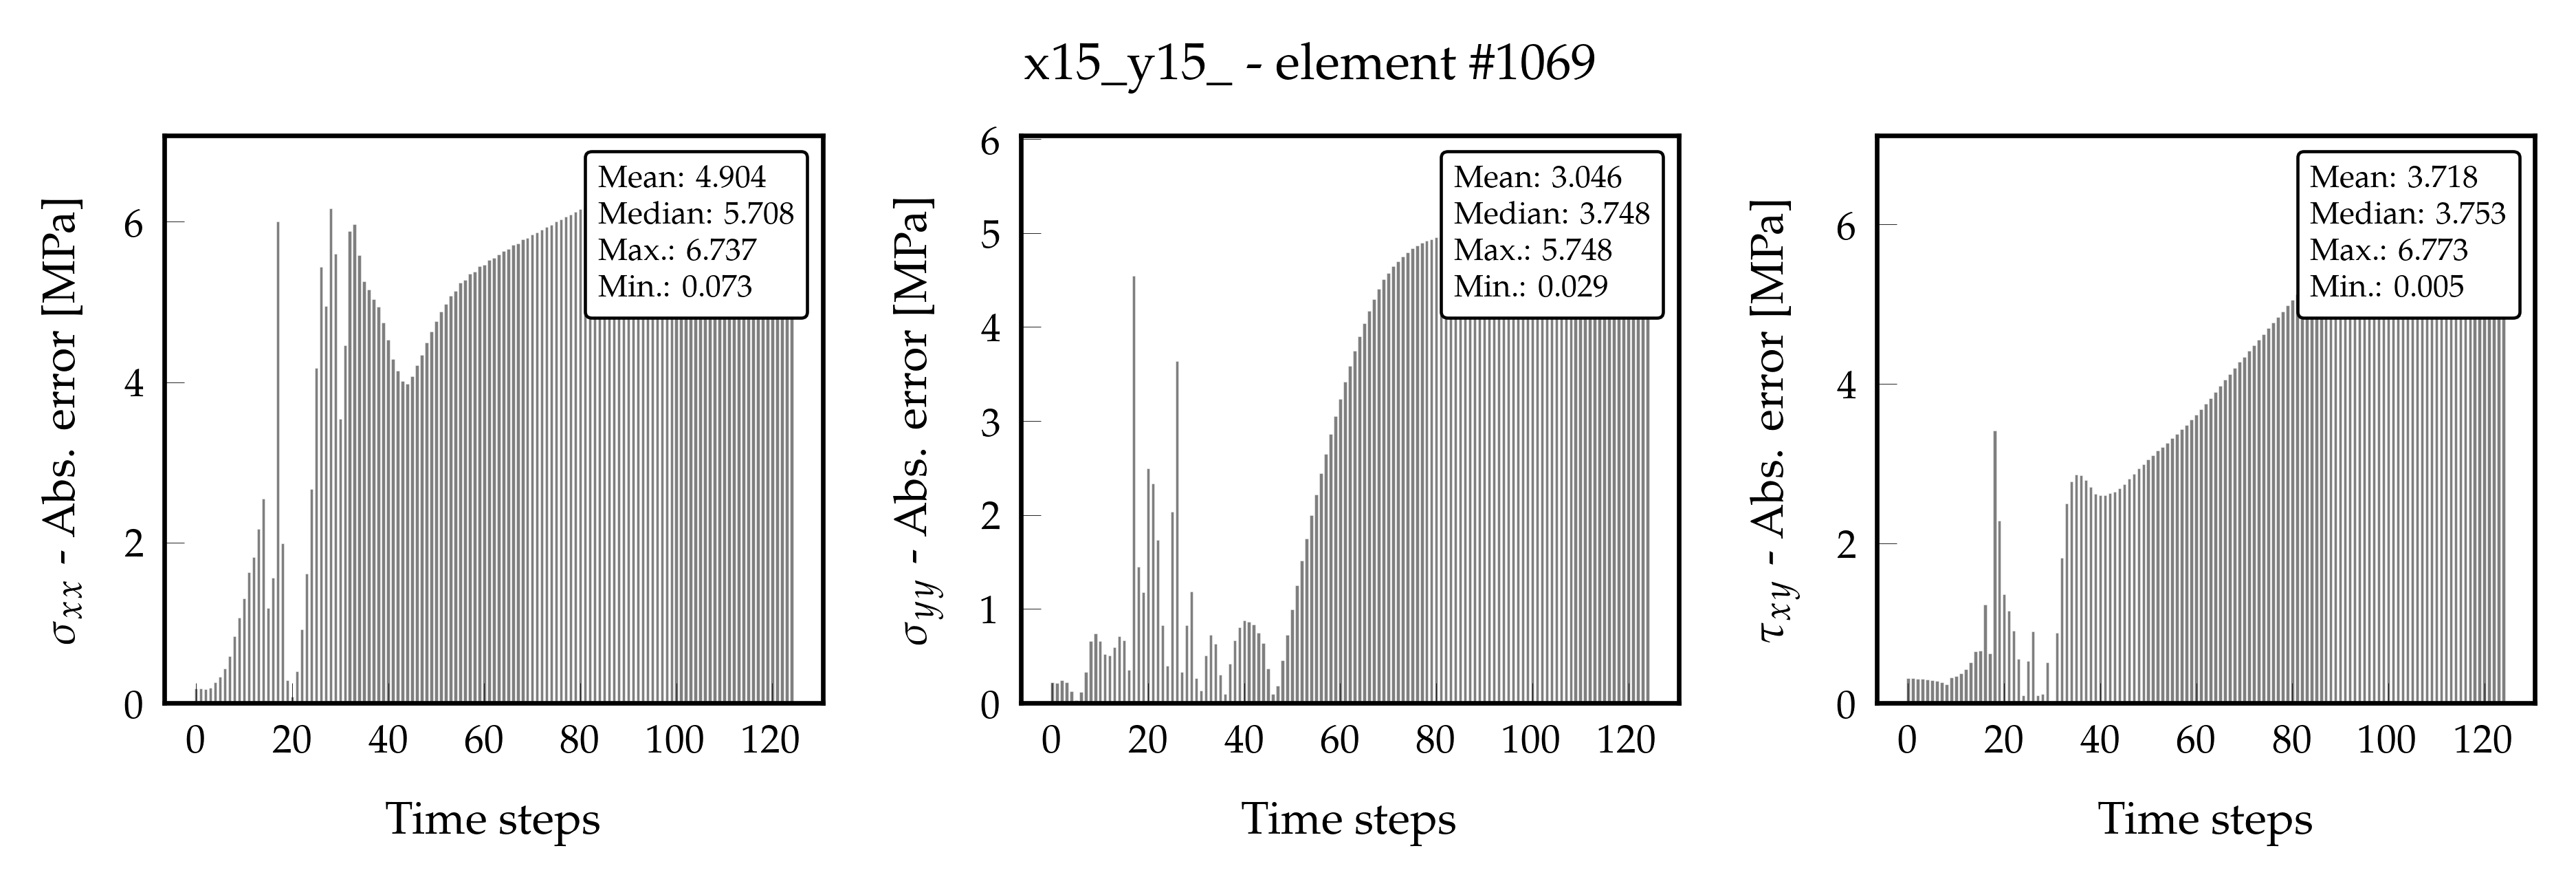 x15_y15_ - element #1069
σxx - Abs. error [MPa]
6
4
2
0
Mean: 4.904
Median: 5.708
Max.: 6.737
Min.: 0.073
0 20 40 60 80 100 120
Time steps
σyy - Abs. error [MPa]
6
5
4
3
2
1
0
Mean: 3.046
Median: 3.748
Max.: 5.748
Min.: 0.029
0 20 40 60 80 100 120
Time steps
τxy - Abs. error [MPa]
6
4
2
0
Mean: 3.718
Median: 3.753
Max.: 6.773
Min.: 0.005
0 20 40 60 80 100 120
Time steps